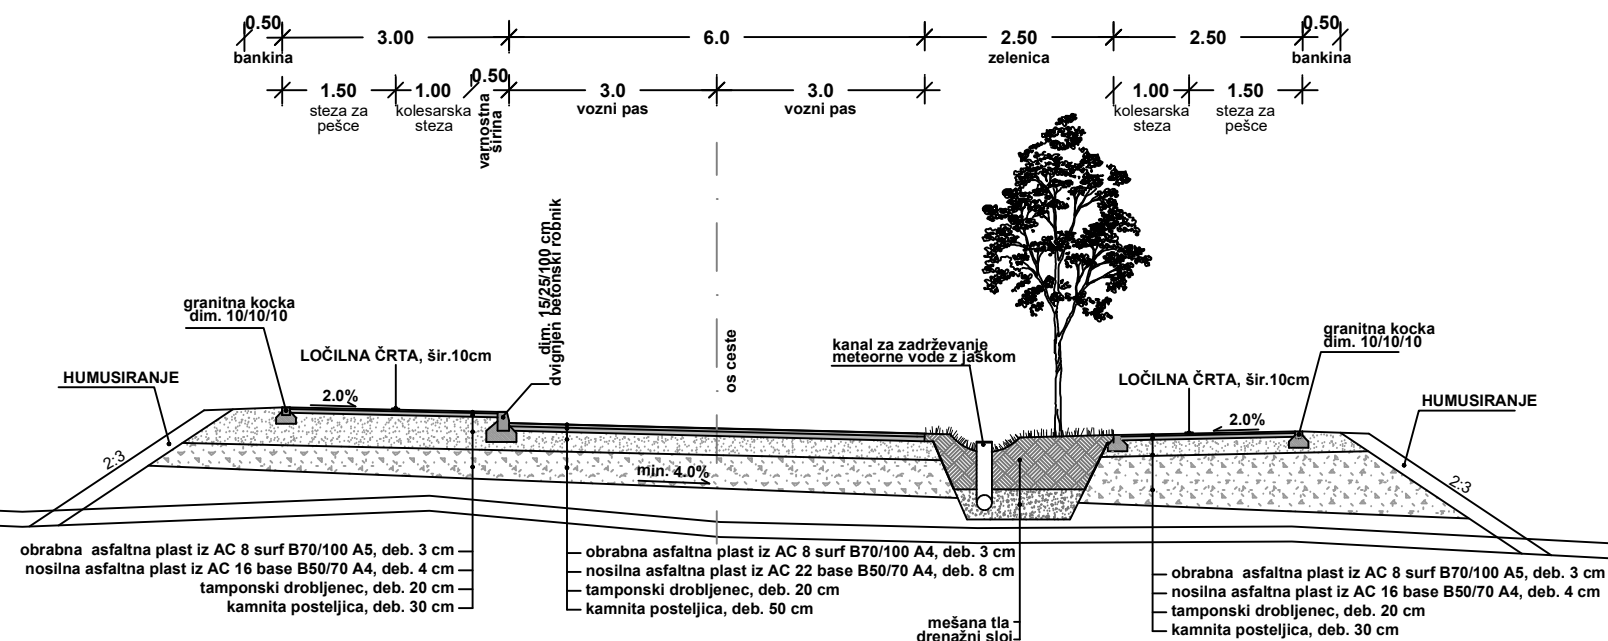 0.50
3.00
6.0
2.50
2.50
0.50
bankina
zelenica
bankina
0.50
1.50
1.00
3.0
3.0
1.00
1.50
steza za
pešce
kolesarska
steza
varnostna
širina
vozni pas
vozni pas
kolesarska
steza
steza za
pešce
dim. 15/25/100 cm
dvignjen betonski robnik
os ceste
granitna kocka
dim. 10/10/10
LOČILNA ČRTA, šir.10cm
HUMUSIRANJE
2.0%
2:3
kanal za zadrževanje
meteorne vode z jaškom
granitna kocka
dim. 10/10/10
LOČILNA ČRTA, šir.10cm
HUMUSIRANJE
2.0%
2:3
min. 4.0%
obrabna asfaltna plast iz AC 8 surf B70/100 A5, deb. 3 cm
nosilna asfaltna plast iz AC 16 base B50/70 A4, deb. 4 cm
tamponski drobljenec, deb. 20 cm
kamnita posteljica, deb. 30 cm
obrabna asfaltna plast iz AC 8 surf B70/100 A4, deb. 3 cm
nosilna asfaltna plast iz AC 22 base B50/70 A4, deb. 8 cm
tamponski drobljenec, deb. 20 cm
kamnita posteljica, deb. 50 cm
mešana tla
drenažni sloj
obrabna asfaltna plast iz AC 8 surf B70/100 A5, deb. 3 cm
nosilna asfaltna plast iz AC 16 base B50/70 A4, deb. 4 cm
tamponski drobljenec, deb. 20 cm
kamnita posteljica, deb. 30 cm